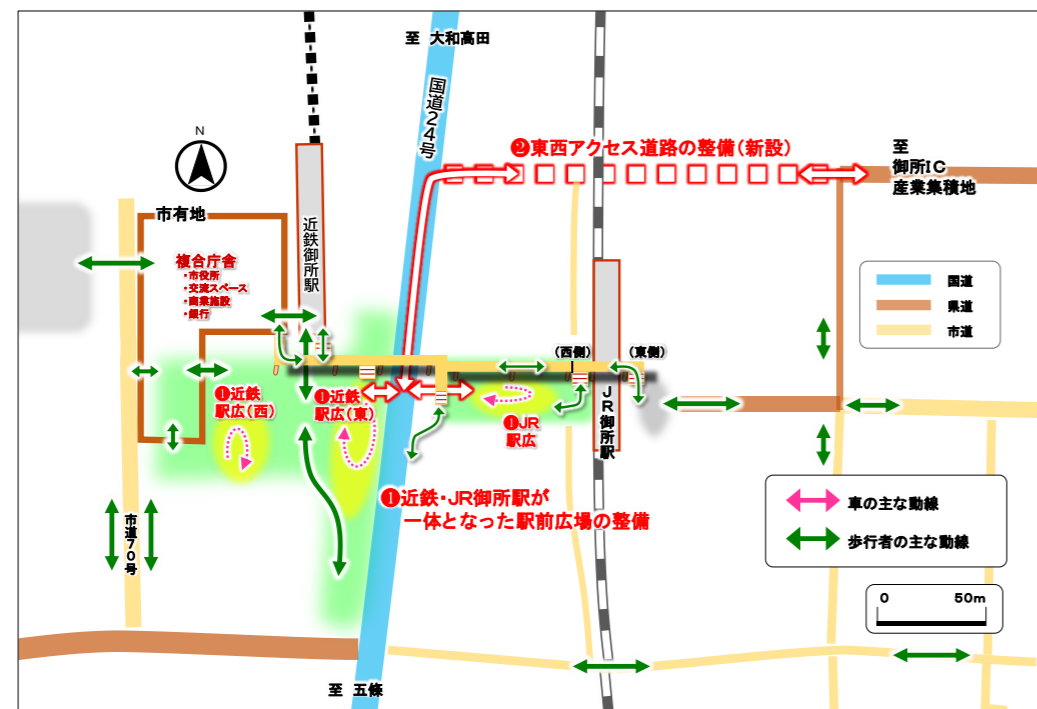 至 大和高田
国道24号
❷東西アクセス道路の整備(新設)
至
御所IC
産業集積地
N
市有地
複合庁舎
・市役所
・交流スペース
・商業施設
・銀行
近鉄御所駅
国道
県道
市道
(西側)
(東側)
❶近鉄
駅広(西)
❶近鉄
駅広(東)
❶JR
駅広
JR御所駅
❶近鉄・JR御所駅が
一体となった駅前広場の整備
市道70号
車の主な動線
歩行者の主な動線
0 50m
至 五條